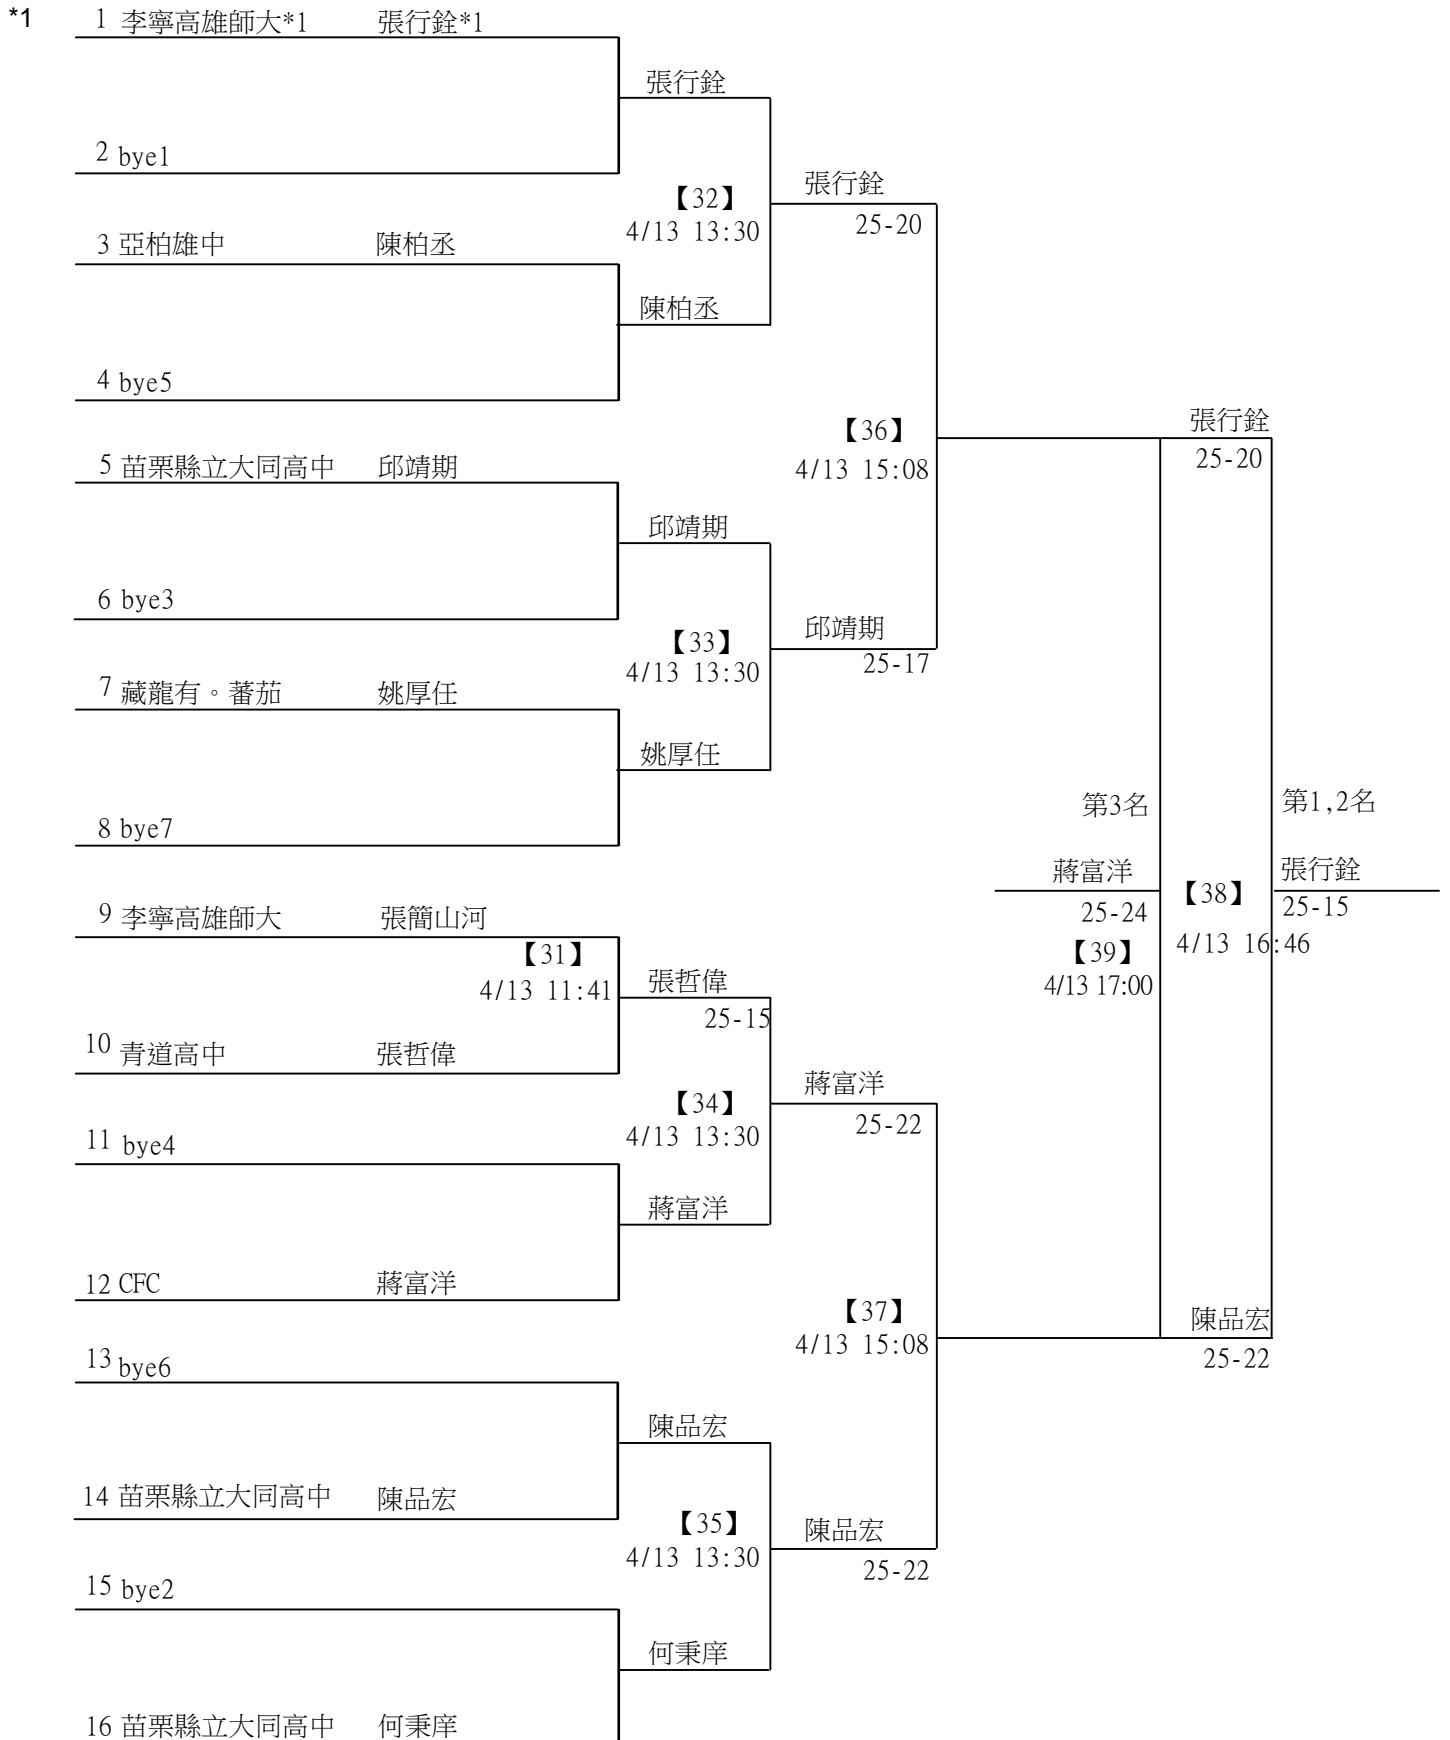 *1
1 李寧高雄師大*1 張行銓*1
張行銓
2 bye1
張行銓
【32】
25-20
4/13 13:30
3 亞柏雄中 陳柏丞
陳柏丞
4 bye5
張行銓
【36】
25-20
5 苗栗縣立大同高中 邱靖期
4/13 15:08
邱靖期
6 bye3
邱靖期
【33】
25-17
4/13 13:30
7 藏龍有。蕃茄 姚厚任
姚厚任
第3名
第1,2名
8 bye7
蔣富洋
張行銓
【38】
25-24
25-15
9 李寧高雄師大 張簡山河
【31】
【39】
4/13 16:46
4/13 11:41
張哲偉
4/13 17:00
25-15
10 青道高中 張哲偉
蔣富洋
【34】
25-22
4/13 13:30
11 bye4
蔣富洋
12 CFC 蔣富洋
【37】
陳品宏
4/13 15:08
25-22
13 bye6
陳品宏
14 苗栗縣立大同高中 陳品宏
【35】
陳品宏
4/13 13:30
25-22
15 bye2
何秉庠
16 苗栗縣立大同高中 何秉庠